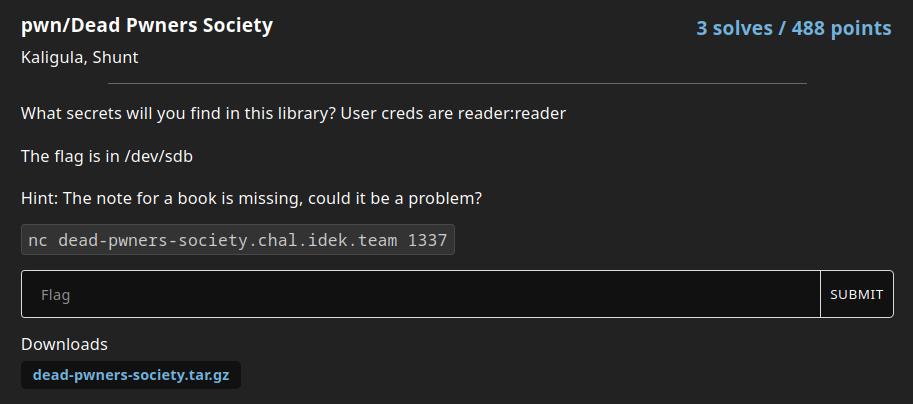 pwn/Dead Pwners Society
3 solves / 488 points
Kaligula, Shunt
What secrets will you find in this library? User creds are reader:reader
The flag is in /dev/sdb
Hint: The note for a book is missing, could it be a problem?
nc dead-pwners-society.chal.idek.team 1337
Flag
SUBMIT
Downloads
dead-pwners-society.tar.gz